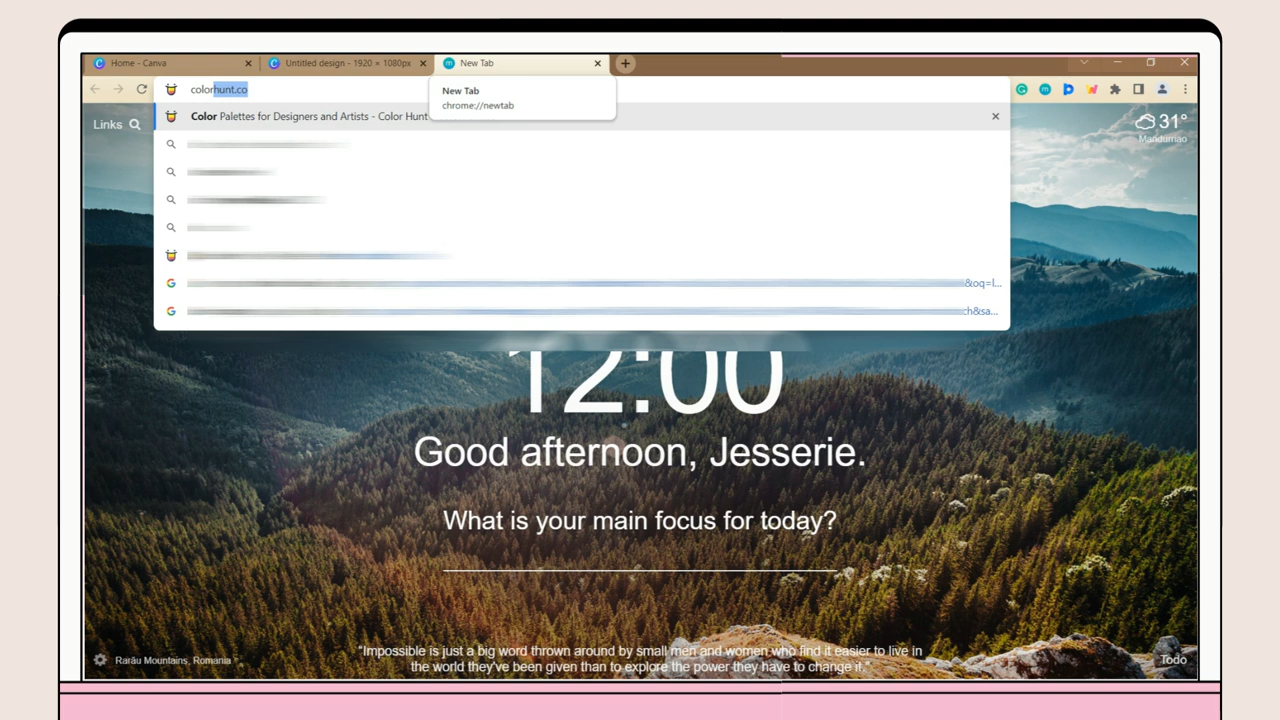 Home - Canva
Untitled design - 1920 × 1080px
New Tab
colorhunt.co
New Tab
chrome://newtab
Color Palettes for Designers and Artists - Color Hunt
Links
31°
&oq=l...
:h&sa...
12:00
Good afternoon, Jesserie.
What is your main focus for today?
"Impossible is just a big word thrown around by small men and women who find it easier to live in
the world they've been given than to explore the power they have to change it."
Rarău Mountains, Romania
Todo